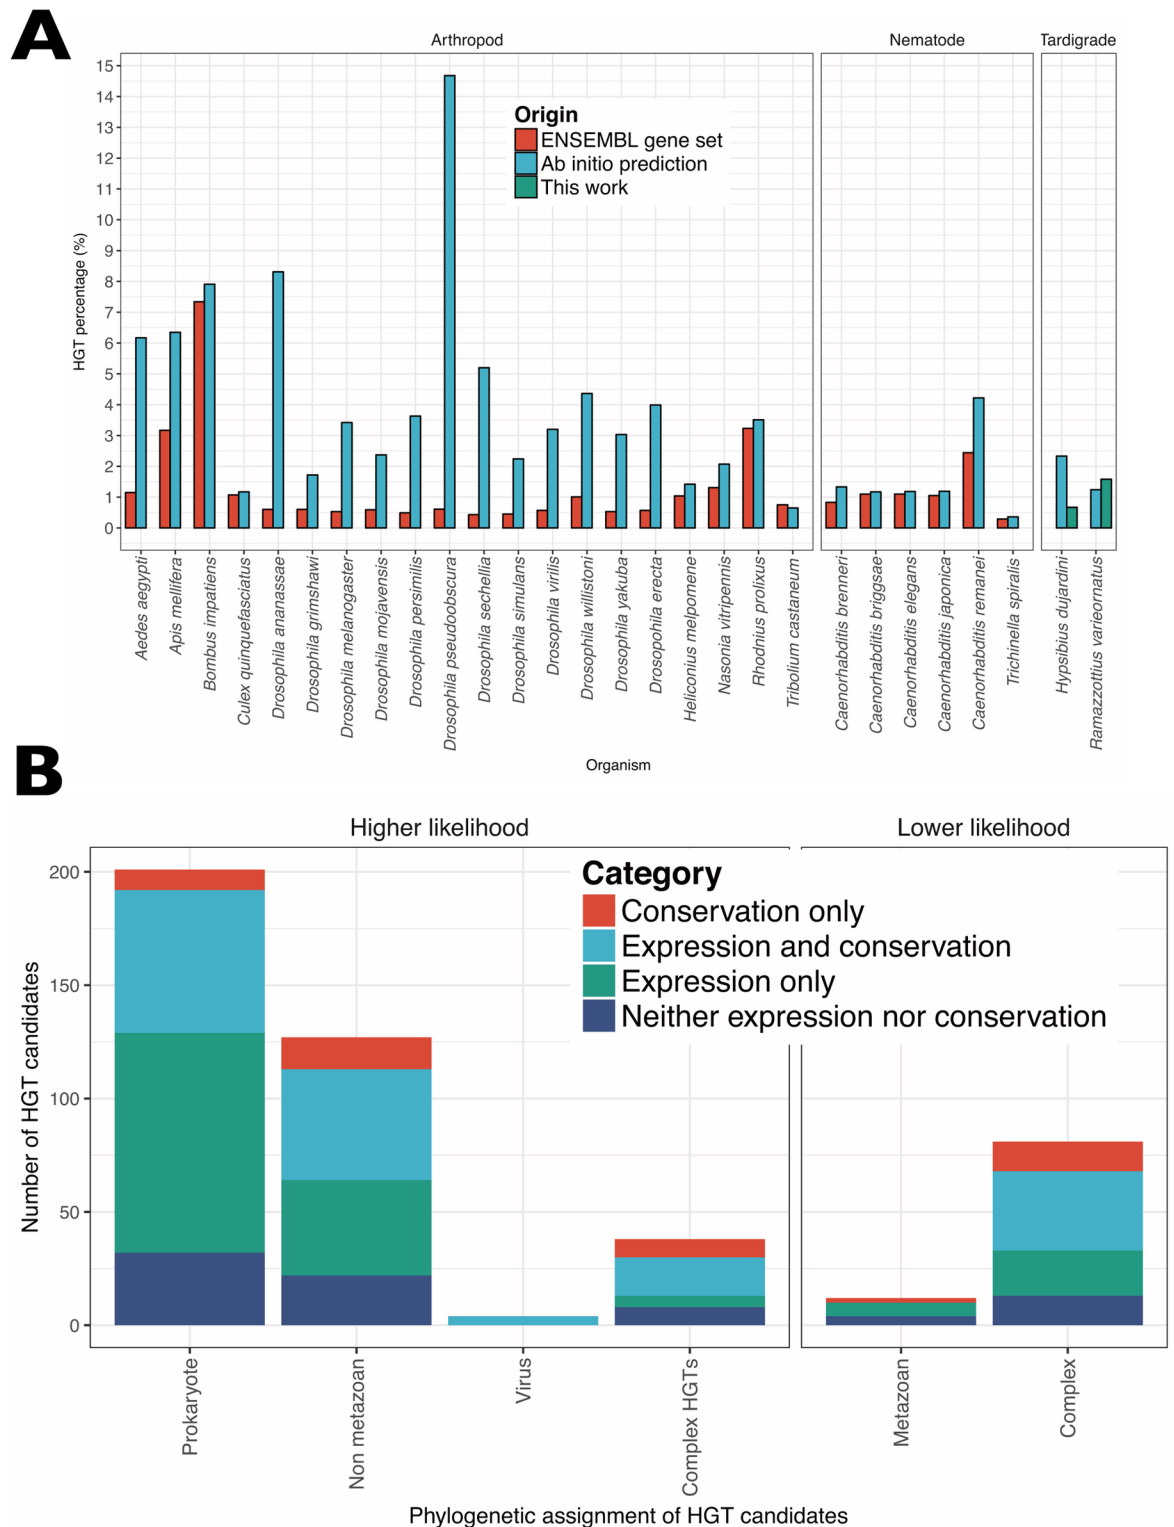 A
Arthropod
Nematode
Tardigrade
15
14
13
12
11
10
9
8
7
6
5
4
3
2
1
0
HGT percentage (%)
Origin
ENSEMBL gene set
Ab initio prediction
This work
Aedes aegypti
Apis mellifera
Bombus impatiens
Culex quinquefasciatus
Drosophila ananassae
Drosophila grimshawi
Drosophila melanogaster
Drosophila mojavensis
Drosophila persimilis
Drosophila pseudoobscura
Drosophila sechellia
Drosophila simulans
Drosophila virilis
Drosophila willistoni
Drosophila yakuba
Drosopohila erecta
Heliconius melpomene
Nasonia vitripennis
Rhodnius prolixus
Tribolium castaneum
Caenorhabditis brenneri
Caenorhabditis briggsae
Caenorhabditis elegans
Caenorhabditis japonica
Caenorhabditis remanei
Trichinella spiralis
Hypsibius dujardini
Ramazzottius varieornatus
Organism
B
Higher likelihood
Lower likelihood
200
150
100
50
0
Number of HGT candidates
Category
Conservation only
Expression and conservation
Expression only
Neither expression nor conservation
Prokaryote
Non metazoan
Virus
Complex HGTs
Metazoan
Complex
Phylogenetic assignment of HGT candidates